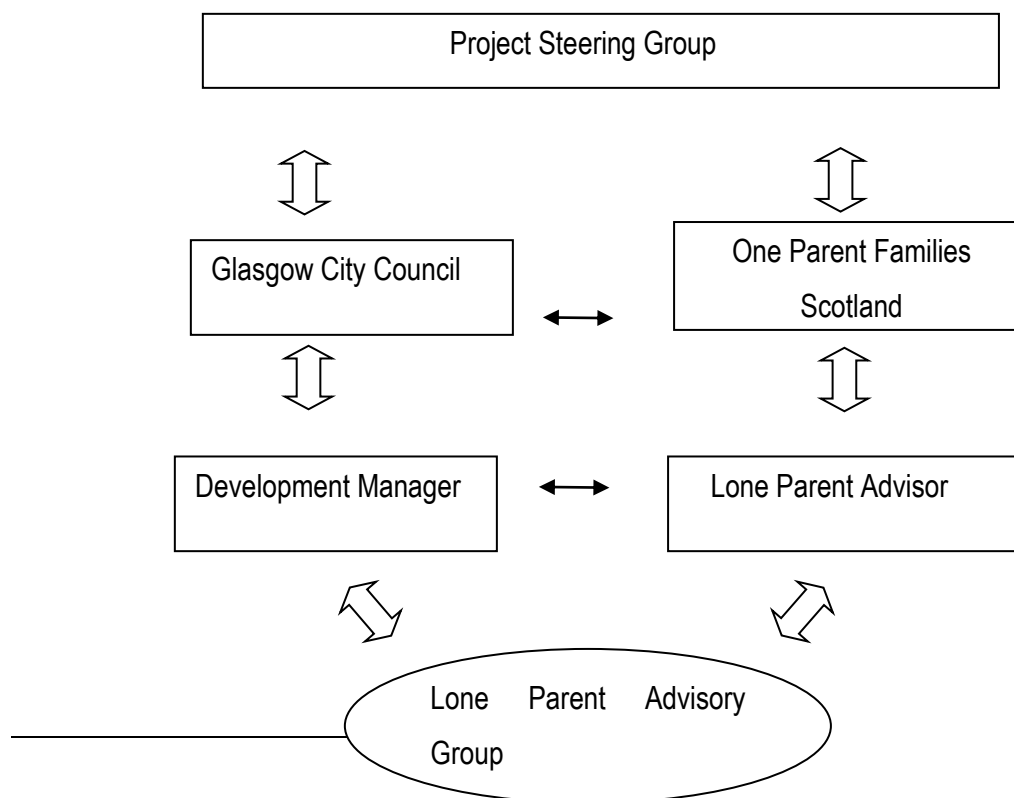 Project Steering Group
Glasgow City Council
One Parent Families
Scotland
Development Manager
Lone Parent Advisor
Lone Parent Advisory
Group